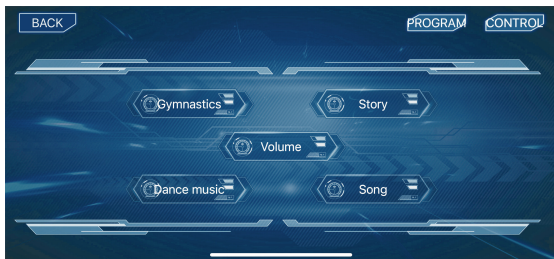 BACK
PROGRAM
CONTROL
Gymnastics
Story
Volume
Dance music
Song